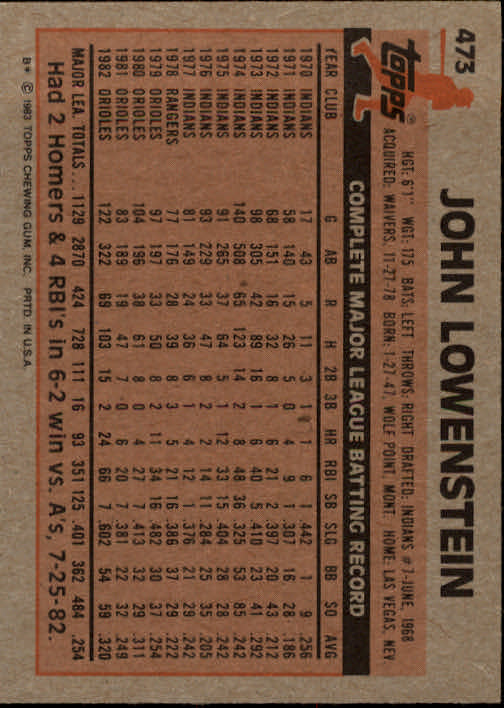 473
topps®
JOHN LOWENSTEIN
HGT: 6'1" WGT: 175 BATS: LEFT THROWS: RIGHT DRAFTED: INDIANS #7-JUNE, 1968
ACQUIRED: WAIVERS, 11-27-78 BORN: 1-27-47, WOLF POINT, MONT. HOME: LAS VEGAS, NEV
COMPLETE MAJOR LEAGUE BATTING RECORD
YEAR CLUB G AB R H 2B 3B HR RBI SB SLG BB SO AVG
1970 INDIANS 17 43 5 11 3 1 1 6 1 .442 1 9 .256
1971 INDIANS 58 140 15 26 5 0 4 9 1 .307 16 28 .186
1972 INDIANS 68 151 16 32 8 1 6 21 2 .397 20 43 .212
1973 INDIANS 98 305 42 89 16 1 6 40 5 .410 23 41 .292
1974 INDIANS 140 508 65 123 14 2 8 48 36 .325 53 85 .242
1975 INDIANS 91 265 37 64 5 1 12 33 15 .404 28 28 .242
1976 INDIANS 93 229 33 47 8 2 2 14 11 .284 25 35 .205
1977 INDIANS 81 149 24 36 6 1 4 12 1 .376 21 29 .242
1978 RANGERS 77 176 28 39 8 3 5 21 16 .386 37 29 .222
1979 ORIOLES 97 197 33 50 8 2 11 34 16 .482 30 37 .254
1980 ORIOLES 104 196 38 61 8 0 4 27 7 .413 32 29 .311
1981 ORIOLES 83 189 19 47 7 0 6 20 7 .381 22 32 .249
1982 ORIOLES 122 322 69 103 15 2 24 66 7 .602 54 59 .320
MAJOR LEA. TOTALS... 1129 2870 424 728 111 16 93 351 125 .401 362 484 .254
Had 2 Homers & 4 RBI's in 6-2 win vs. A's, 7-25-82.
B* © 1983 TOPPS CHEWING GUM, INC. PRTD. IN U.S.A.